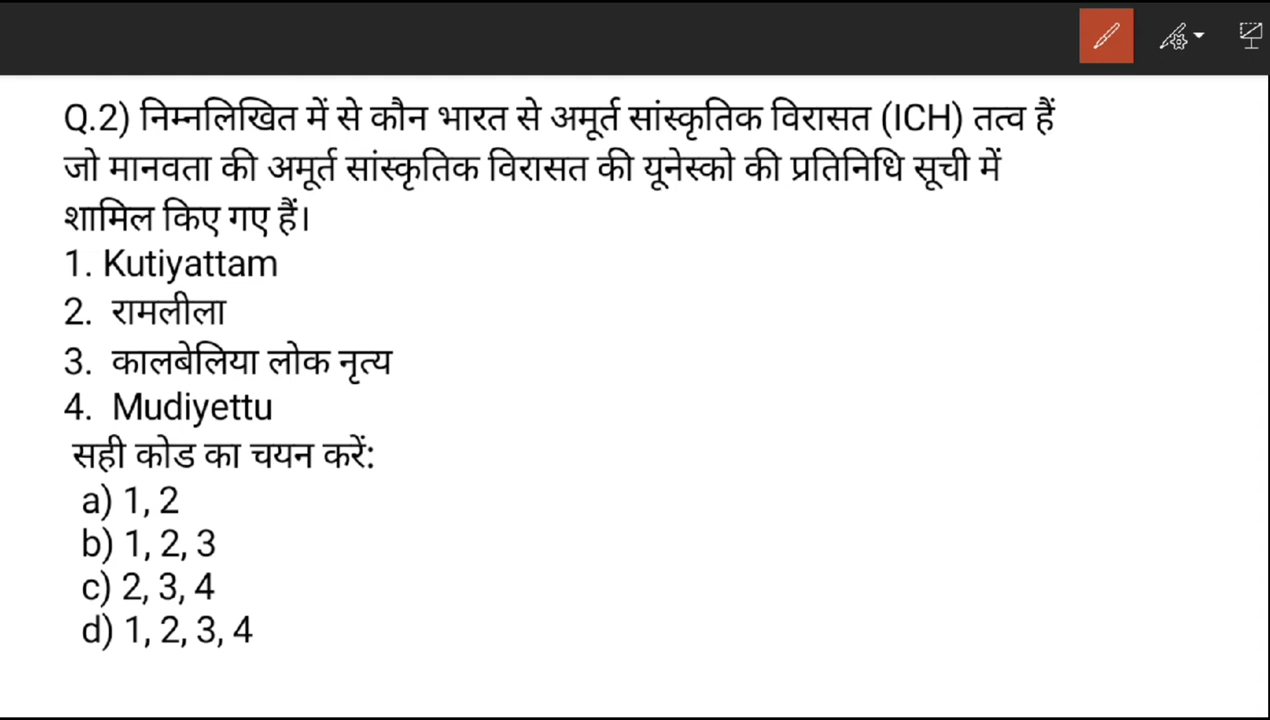 Q.2) निम्नलिखित में से कौन भारत से अमूर्त सांस्कृतिक विरासत (ICH) तत्व हैं
जो मानवता की अमूर्त सांस्कृतिक विरासत की यूनेस्को की प्रतिनिधि सूची में
शामिल किए गए हैं।
1. Kutiyattam
2. रामलीला
3. कालबेलिया लोक नृत्य
4. Mudiyettu
सही कोड का चयन करें:
a) 1, 2
b) 1, 2, 3
c) 2, 3, 4
d) 1, 2, 3, 4